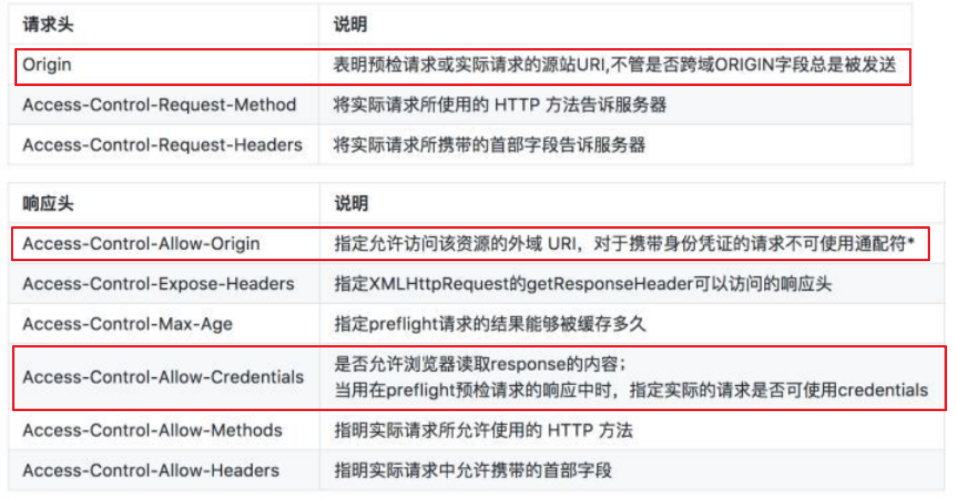 请求头 说明
Origin 表明预检请求或实际请求的源站URI,不管是否跨域ORIGIN字段总是被发送
Access-Control-Request-Method 将实际请求所使用的 HTTP 方法告诉服务器
Access-Control-Request-Headers 将实际请求所携带的首部字段告诉服务器
响应头 说明
Access-Control-Allow-Origin 指定允许访问该资源的外域 URI，对于携带身份凭证的请求不可使用通配符*
Access-Control-Expose-Headers 指定XMLHttpRequest的getResponseHeader可以访问的响应头
Access-Control-Max-Age 指定preflight请求的结果能够被缓存多久
Access-Control-Allow-Credentials 是否允许浏览器读取response的内容；
当用在preflight预检请求的响应中时，指定实际的请求是否可使用credentials
Access-Control-Allow-Methods 指明实际请求所允许使用的 HTTP 方法
Access-Control-Allow-Headers 指明实际请求中允许携带的首部字段